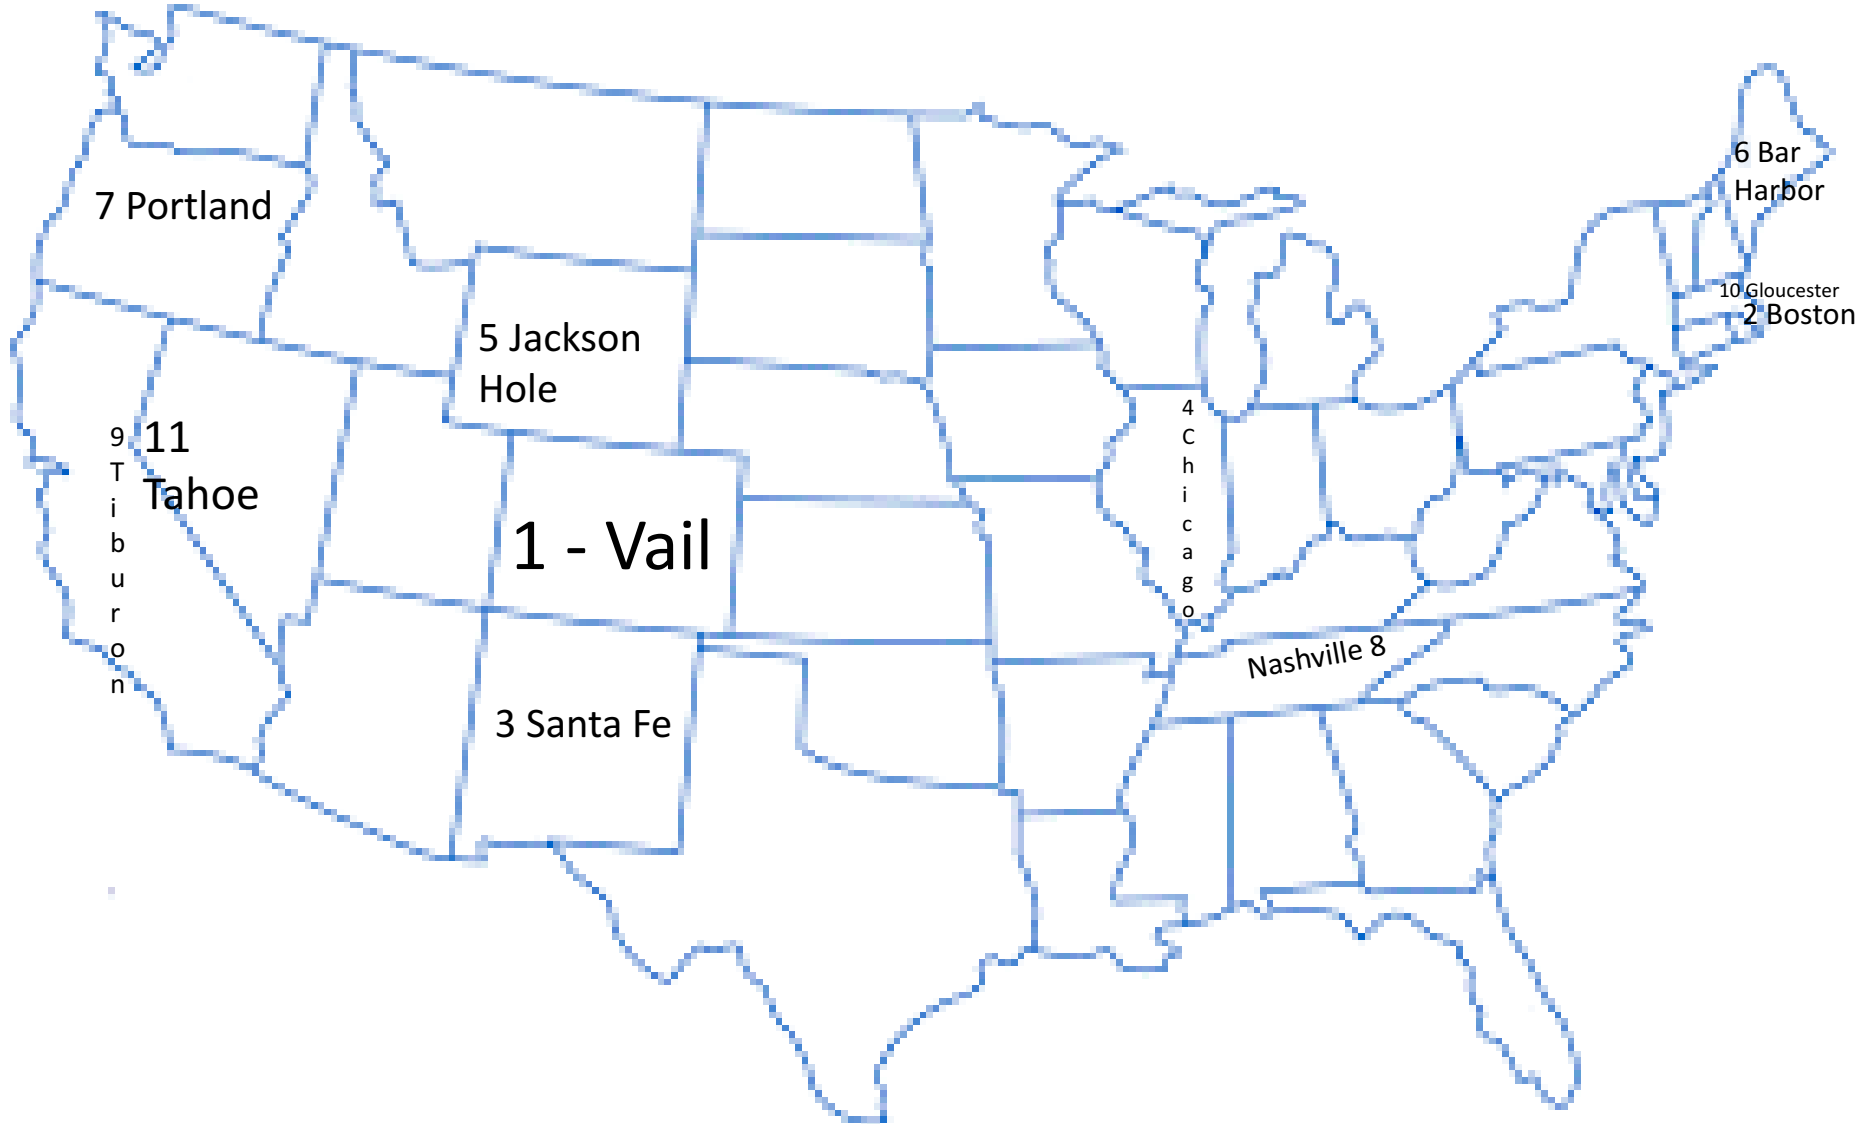 6 Bar
Harbor
7 Portland
10 Gloucester
2 Boston
5 Jackson
Hole
4
C
h
i
c
a
g
o
9
T
i
b
u
r
o
n
11
Tahoe
1 - Vail
Nashville 8
3 Santa Fe